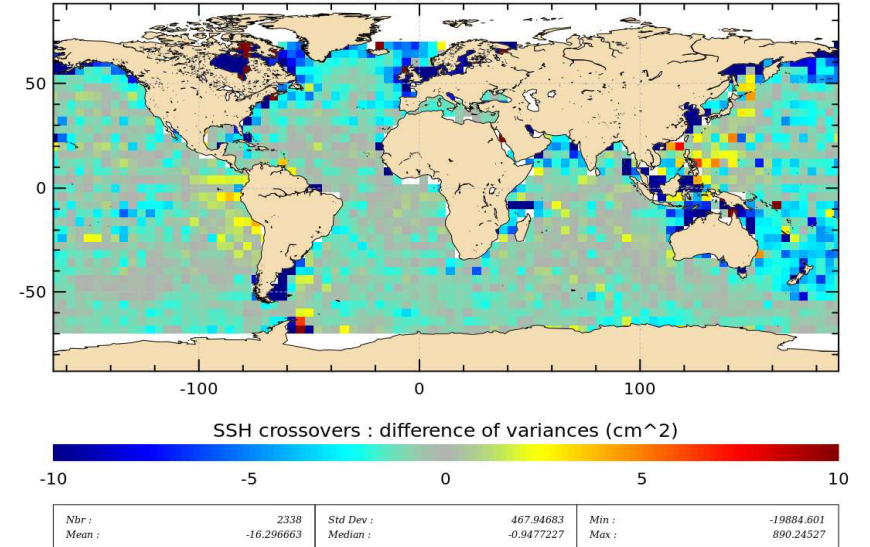 50
0
-50
-100 0 100
SSH crossovers : difference of variances (cm^2)
-10 -5 0 5 10
Nbr : 2338 Std Dev : 467.94683 Min : -19884.601
Mean : -16.296663 Median : -0.9477227 Max : 890.24527